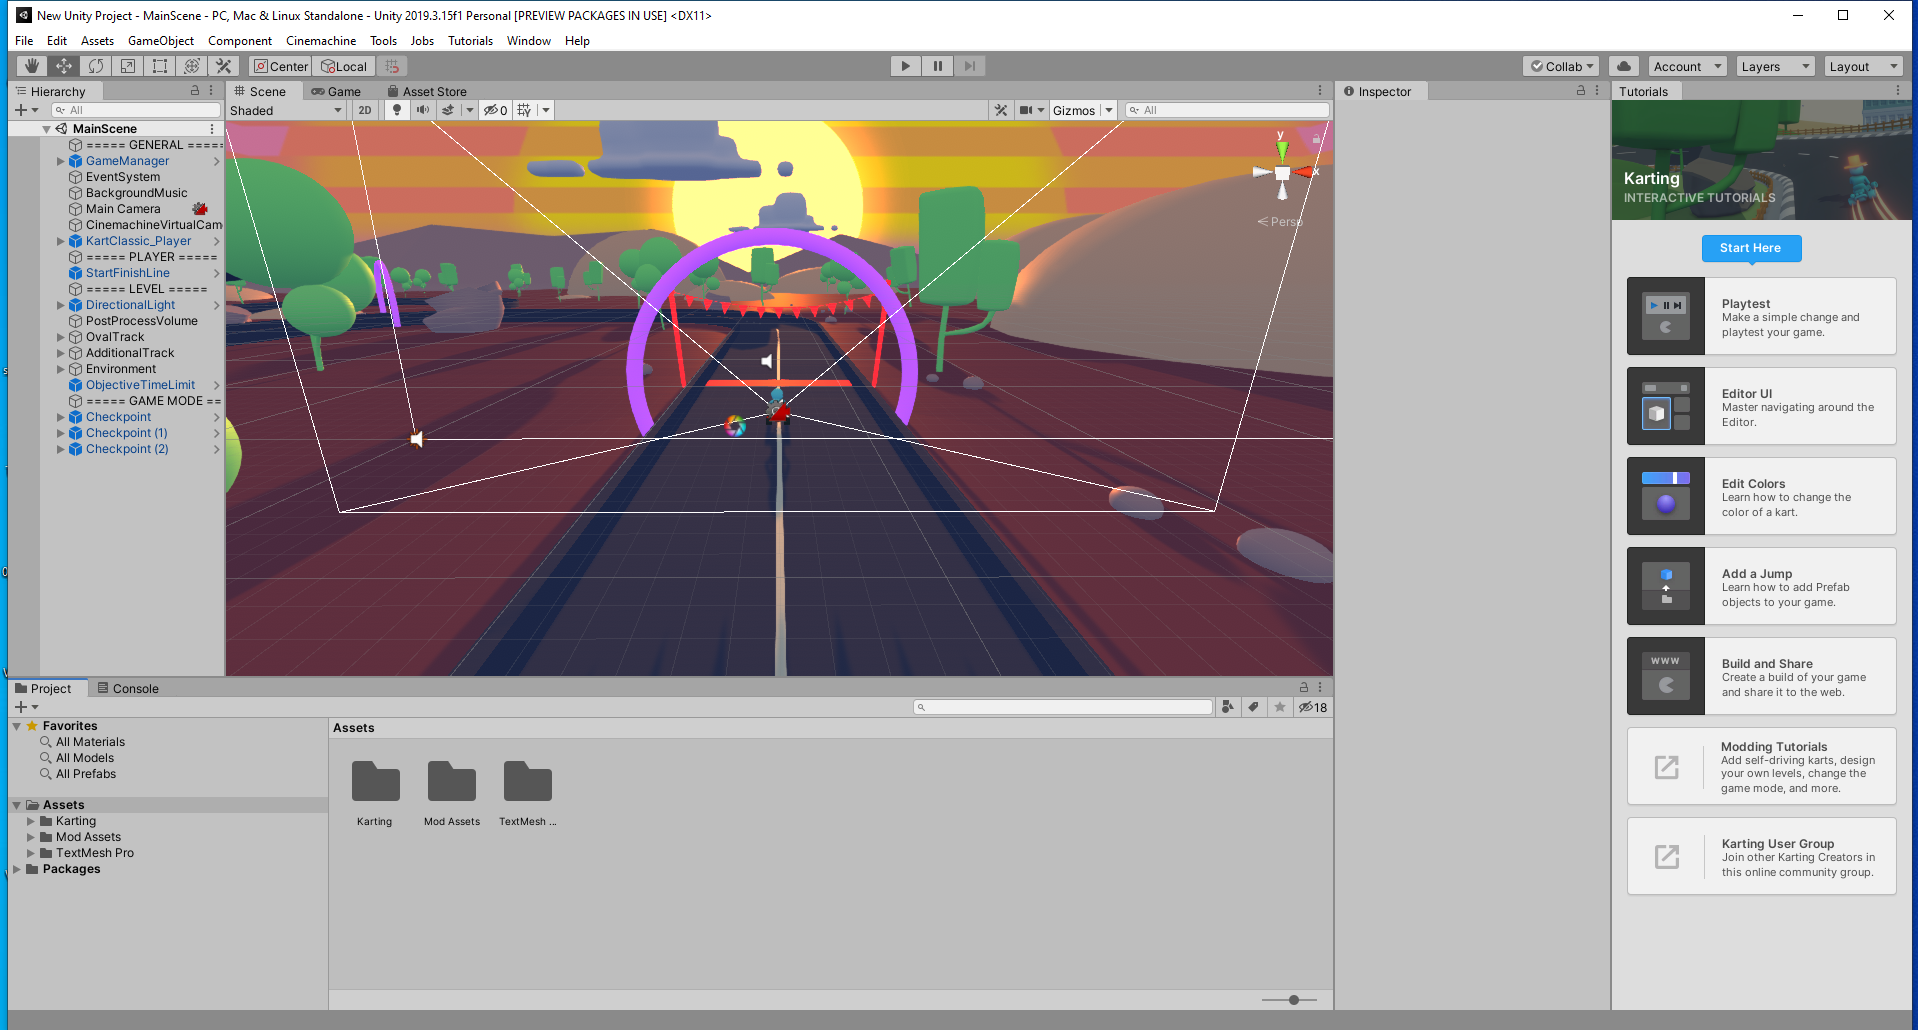 New Unity Project - MainScene - PC, Mac & Linux Standalone - Unity 2019.3.15f1 Personal [PREVIEW PACKAGES IN USE] <DX11>
File Edit Assets GameObject Component Cinemachine Tools Jobs Tutorials Window Help
Center Local Collab Account Layers Layout
Hierarchy
All
MainScene
===== GENERAL =====
GameManager
EventSystem
BackgroundMusic
Main Camera
CinemachineVirtualCam
KartClassic_Player
===== PLAYER =====
StartFinishLine
===== LEVEL =====
DirectionalLight
PostProcessVolume
OvalTrack
AdditionalTrack
Environment
ObjectiveTimeLimit
===== GAME MODE ==
Checkpoint
Checkpoint (1)
Checkpoint (2)
Scene Game Asset Store
Shaded 2D 0 Gizmos All
y
x
Persp
Inspector
Tutorials
Karting
INTERACTIVE TUTORIALS
Start Here
Playtest
Make a simple change and
playtest your game.
Editor UI
Master navigating around the
Editor.
Edit Colors
Learn how to change the
color of a kart.
Add a Jump
Learn how to add Prefab
objects to your game.
WWW
Build and Share
Create a build of your game
and share it to the web.
Modding Tutorials
Add self-driving karts, design
your own levels, change the
game mode, and more.
Karting User Group
Join other Karting Creators in
this online community group.
Project Console
18
Favorites
All Materials
All Models
All Prefabs
Assets
Karting
Mod Assets
TextMesh Pro
Packages
Assets
Karting Mod Assets TextMesh ...